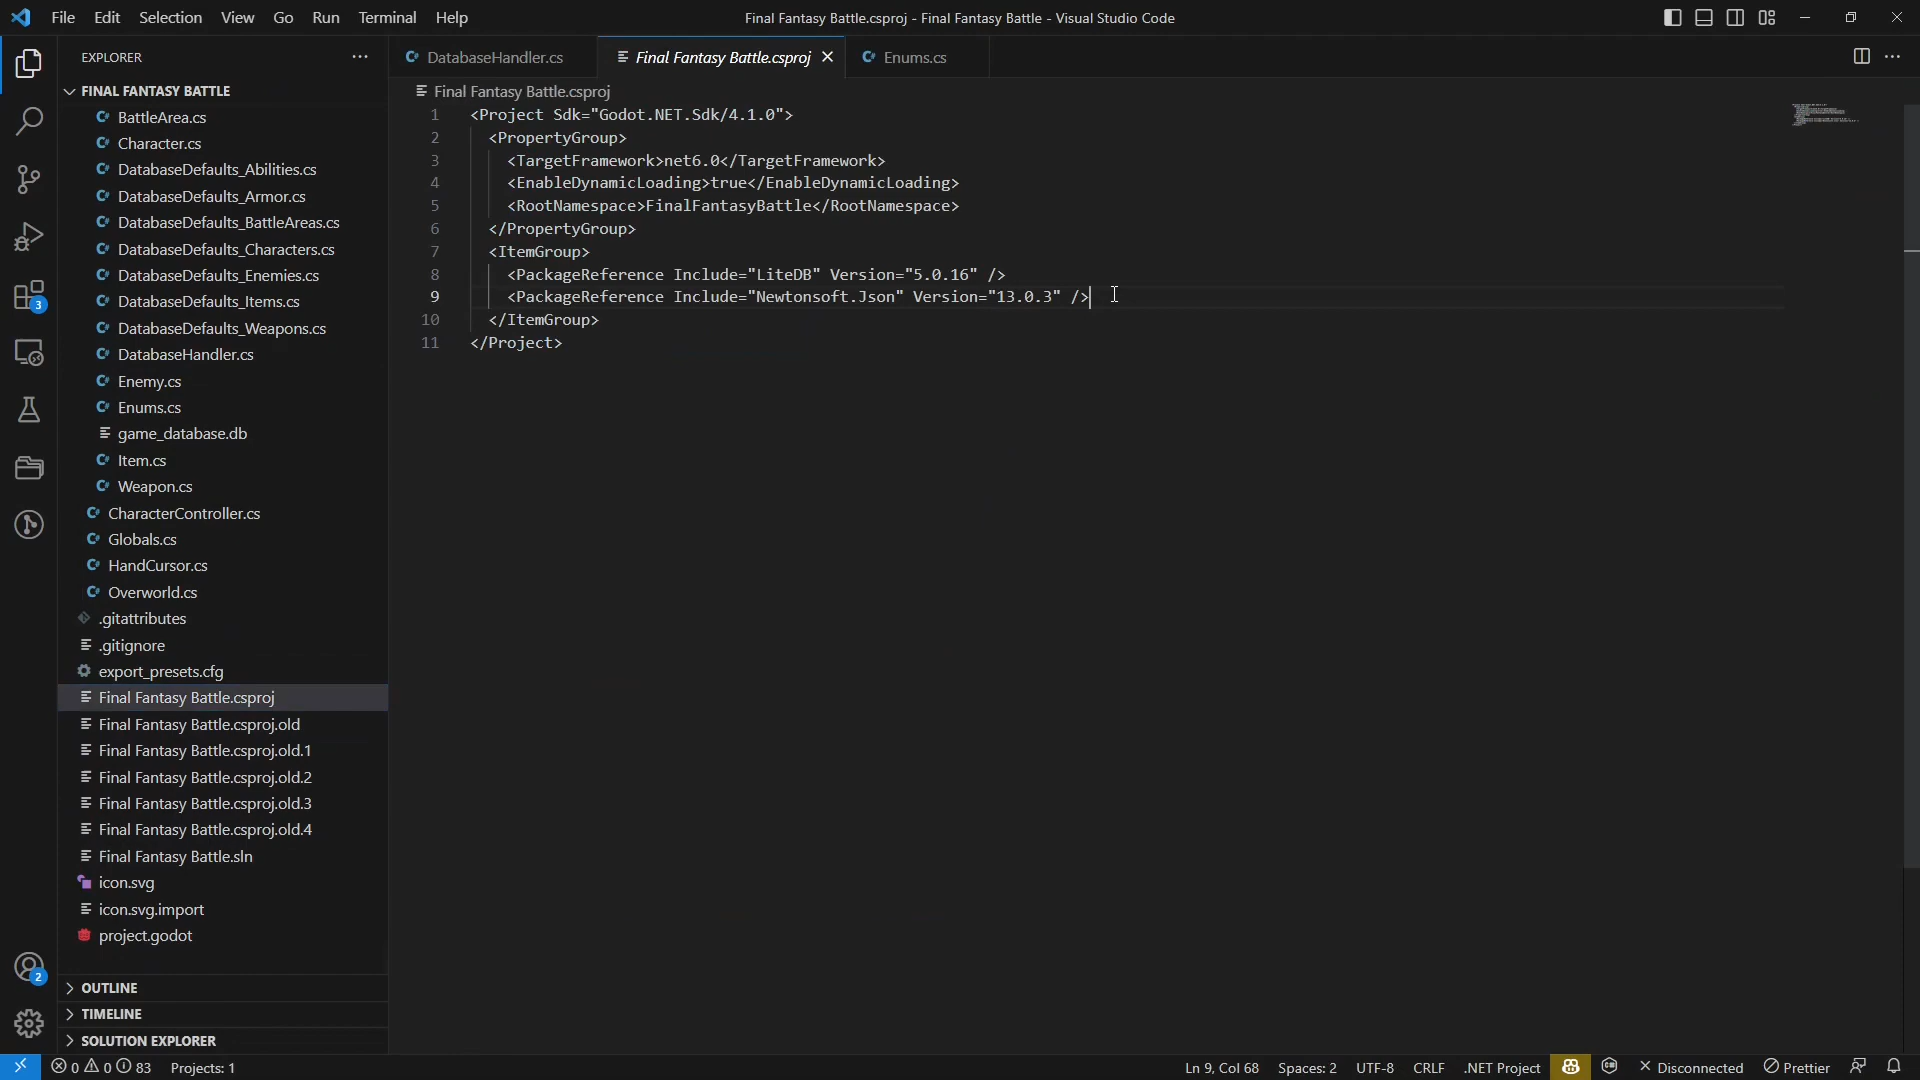 File Edit Selection View Go Run Terminal Help
Final Fantasy Battle.csproj - Final Fantasy Battle - Visual Studio Code
EXPLORER
FINAL FANTASY BATTLE
BattleArea.cs
Character.cs
DatabaseDefaults_Abilities.cs
DatabaseDefaults_Armor.cs
DatabaseDefaults_BattleAreas.cs
DatabaseDefaults_Characters.cs
DatabaseDefaults_Enemies.cs
DatabaseDefaults_Items.cs
DatabaseDefaults_Weapons.cs
DatabaseHandler.cs
Enemy.cs
Enums.cs
game_database.db
Item.cs
Weapon.cs
CharacterController.cs
Globals.cs
HandCursor.cs
Overworld.cs
.gitattributes
.gitignore
export_presets.cfg
Final Fantasy Battle.csproj
Final Fantasy Battle.csproj.old
Final Fantasy Battle.csproj.old.1
Final Fantasy Battle.csproj.old.2
Final Fantasy Battle.csproj.old.3
Final Fantasy Battle.csproj.old.4
Final Fantasy Battle.sln
icon.svg
icon.svg.import
project.godot
OUTLINE
TIMELINE
SOLUTION EXPLORER
3
2
DatabaseHandler.cs Final Fantasy Battle.csproj Enums.cs
Final Fantasy Battle.csproj
1 <Project Sdk="Godot.NET.Sdk/4.1.0">
2 <PropertyGroup>
3 <TargetFramework>net6.0</TargetFramework>
4 <EnableDynamicLoading>true</EnableDynamicLoading>
5 <RootNamespace>FinalFantasyBattle</RootNamespace>
6 </PropertyGroup>
7 <ItemGroup>
8 <PackageReference Include="LiteDB" Version="5.0.16" />
9 <PackageReference Include="Newtonsoft.Json" Version="13.0.3" />
10 </ItemGroup>
11 </Project>
0 0 83 Projects: 1
Ln 9, Col 68 Spaces: 2 UTF-8 CRLF .NET Project Disconnected Prettier